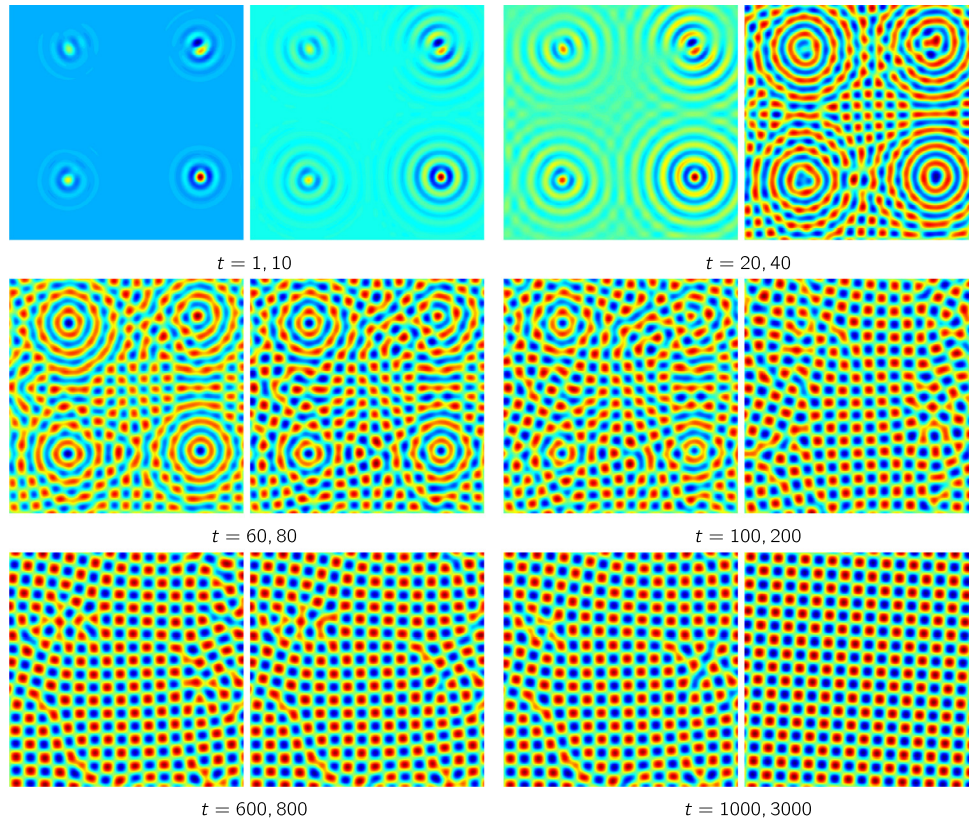 t = 1, 10
t = 20, 40
t = 60, 80
t = 100, 200
t = 600, 800
t = 1000, 3000